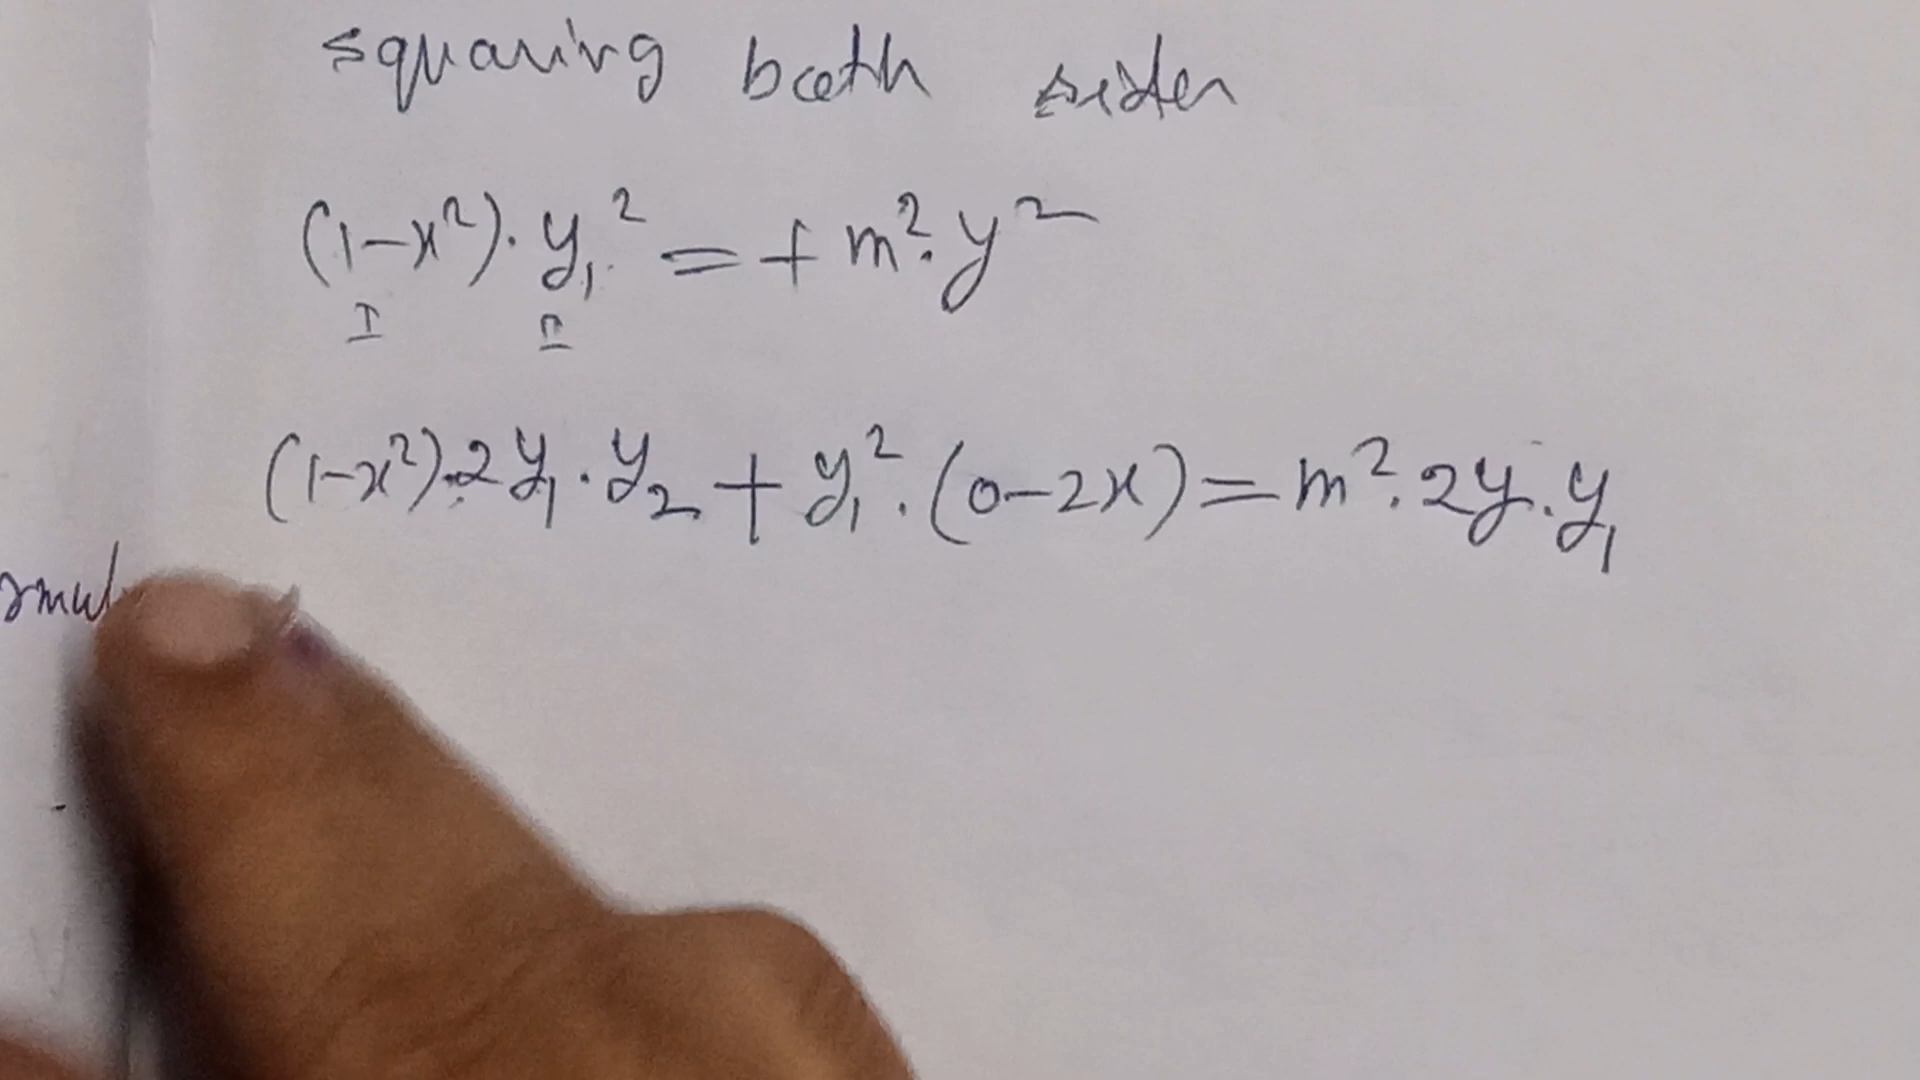 squaring both sides
(1-x²). y₁² = + m². y²
I II
(1-x²).2y₁.y₂ + y₁².(0-2x) = m².2y.y₁